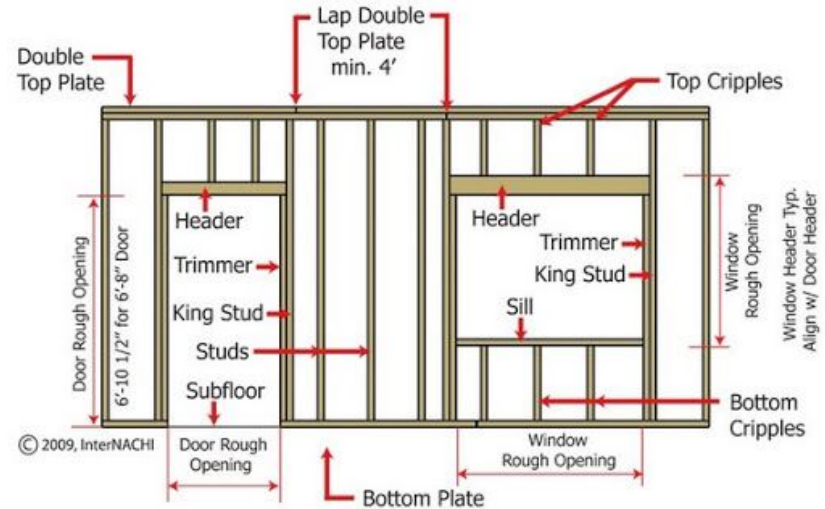 Lap Double
Top Plate
min. 4'
Double
Top Plate
Top Cripples
Header
Header
Trimmer
Trimmer
King Stud
King Stud
Sill
Studs
Subfloor
Door Rough Opening
6'-10 1/2" for 6'-8" Door
Window
Rough Opening
Window Header Typ.
Align w/ Door Header
Bottom
Cripples
© 2009, InterNACHI
Door Rough
Opening
Window
Rough Opening
Bottom Plate